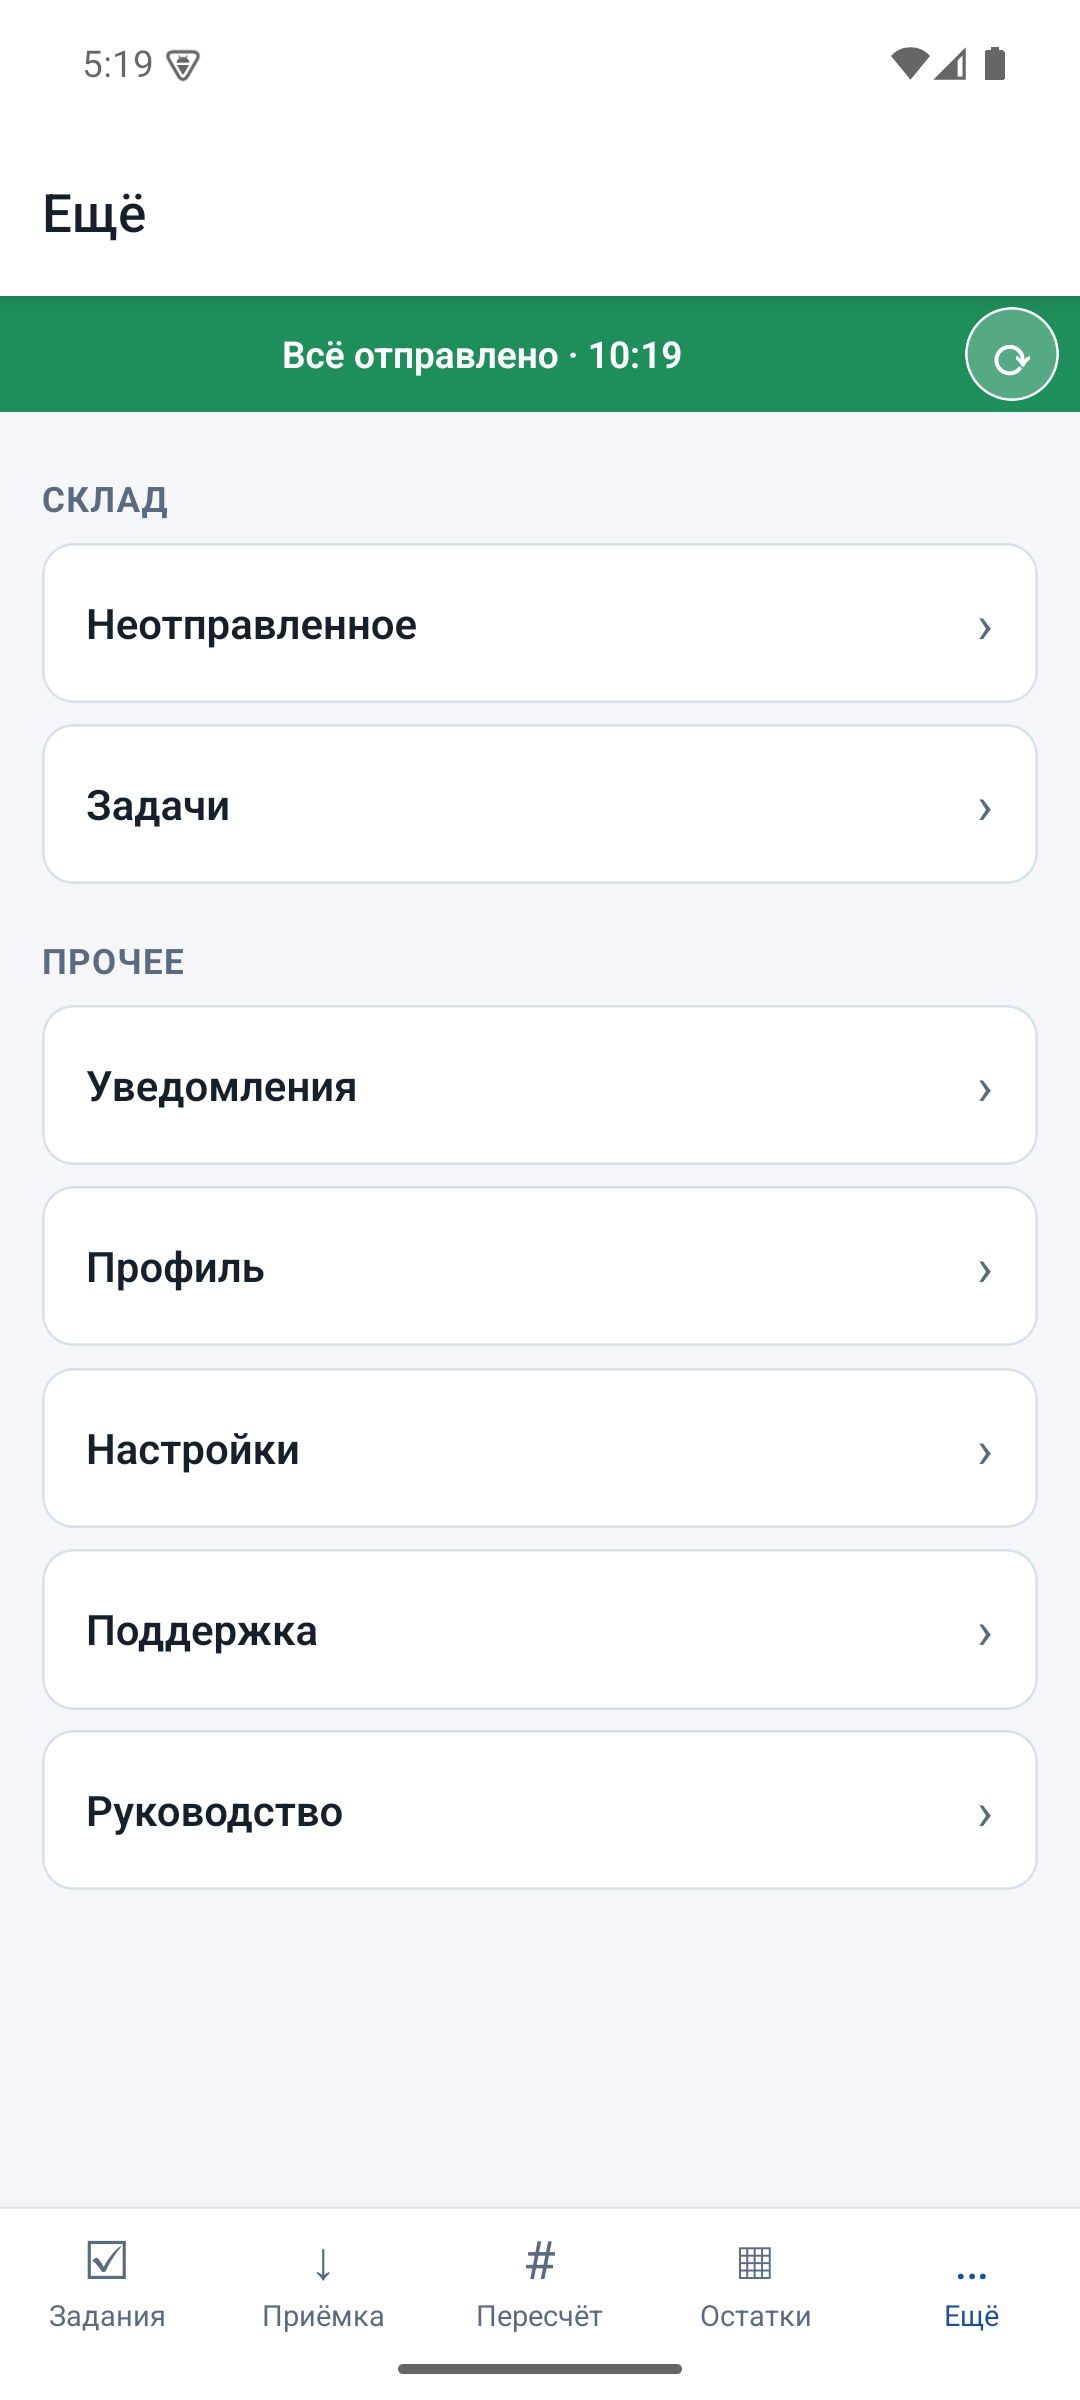 5:19
Ещё
Всё отправлено · 10:19
СКЛАД
Неотправленное
Задачи
ПРОЧЕЕ
Уведомления
Профиль
Настройки
Поддержка
Руководство
Задания
Приёмка
Пересчёт
Остатки
Ещё